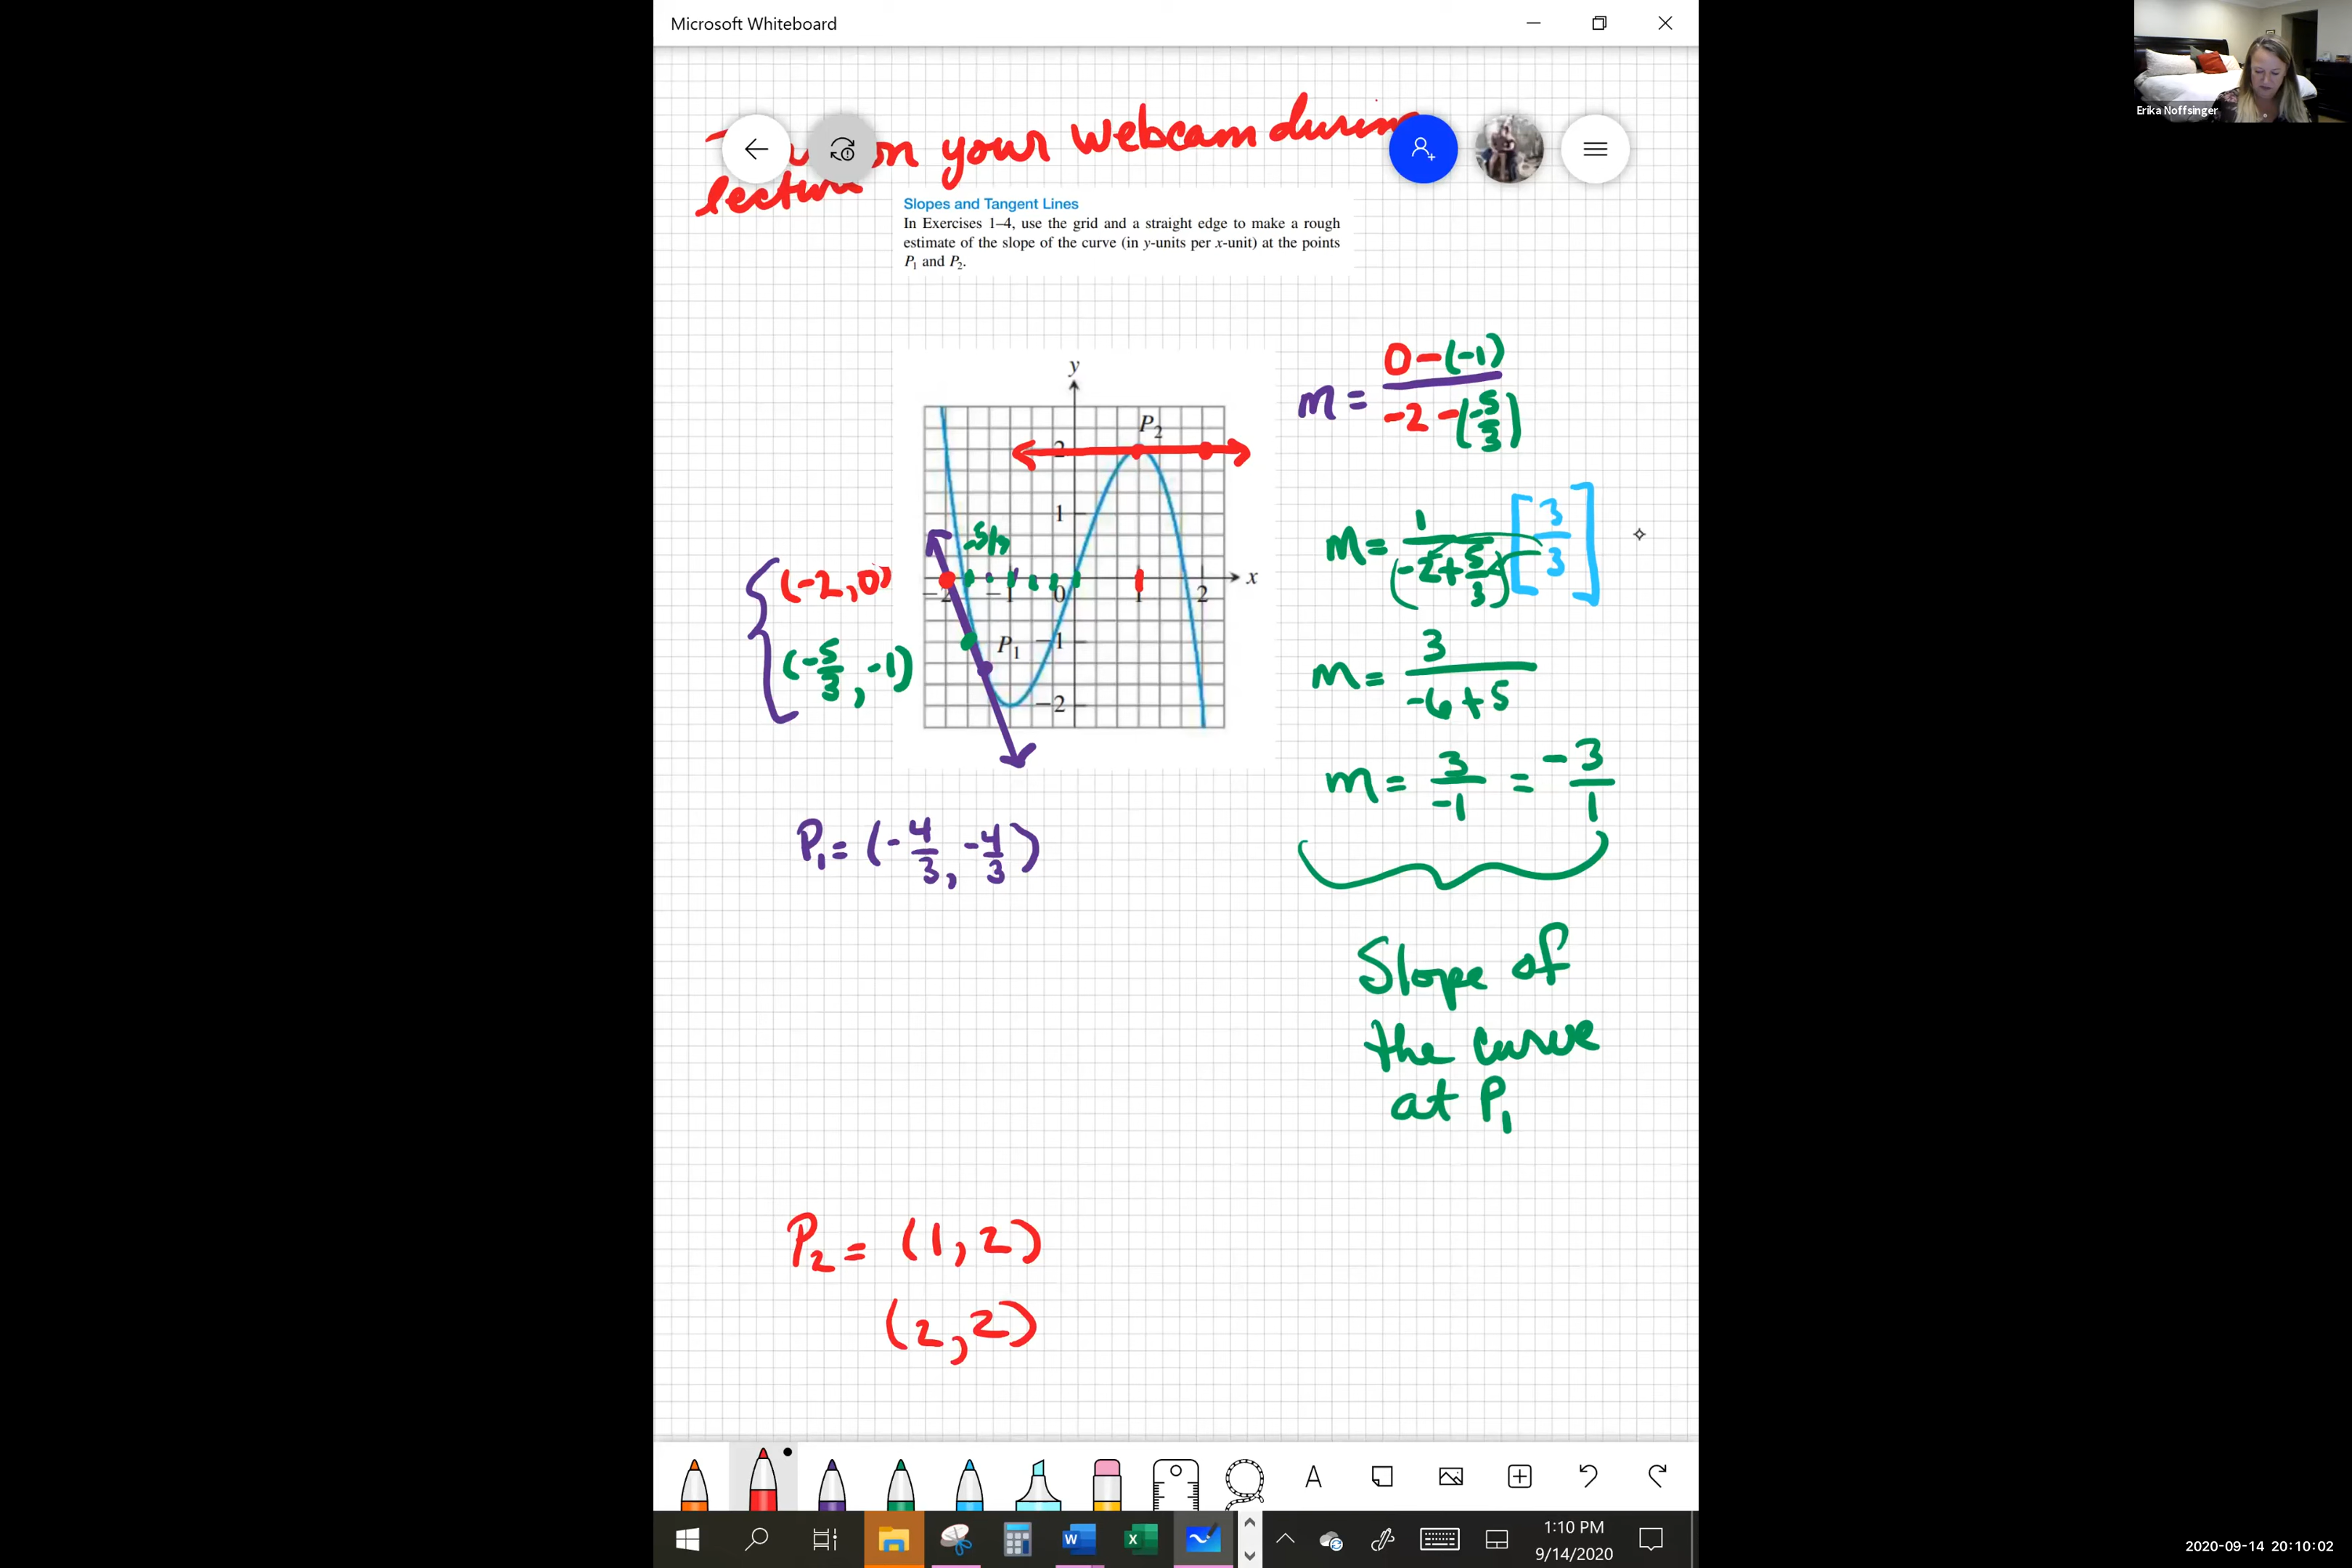 Microsoft Whiteboard
on your webcam during
lecture
Slopes and Tangent Lines
In Exercises 1–4, use the grid and a straight edge to make a rough
estimate of the slope of the curve (in y-units per x-unit) at the points
P₁ and P₂.
Erika Noffsinger
y
P₂
2
1
-5/3
x
−2
−1
0
1
2
P₁
−1
−2
(-2,0)
(-5/3, -1)
P₁ = (-4/3, -4/3)
m = 0-(-1) / -2-(-5/3)
m = 1/(-2+5/3) [3/3]
m = 3/-6+5
m = 3/-1 = -3/1
Slope of
the curve
at P₁
P₂ = (1,2)
(2,2)
1:10 PM
9/14/2020
2020-09-14 20:10:02